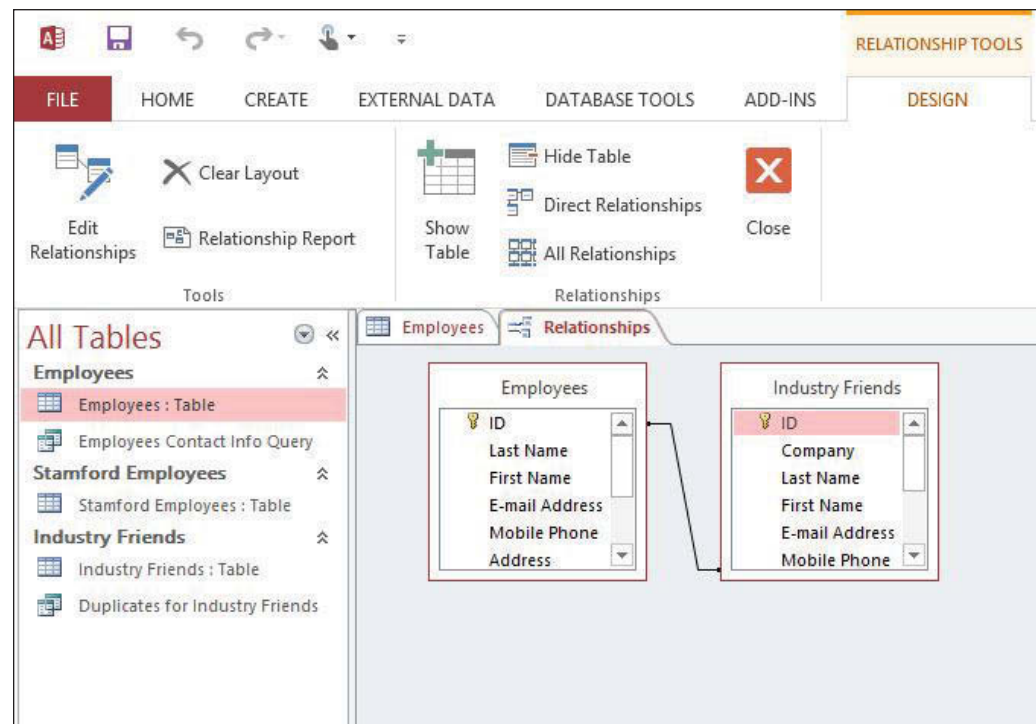 RELATIONSHIP TOOLS
FILE HOME CREATE EXTERNAL DATA DATABASE TOOLS ADD-INS DESIGN
Edit Relationships
Clear Layout
Relationship Report
Tools
Show Table
Hide Table
Direct Relationships
All Relationships
Close
Relationships
All Tables
Employees
Employees : Table
Employees Contact Info Query
Stamford Employees
Stamford Employees : Table
Industry Friends
Industry Friends : Table
Duplicates for Industry Friends
Employees Relationships
Employees
ID
Last Name
First Name
E-mail Address
Mobile Phone
Address
Industry Friends
ID
Company
Last Name
First Name
E-mail Address
Mobile Phone